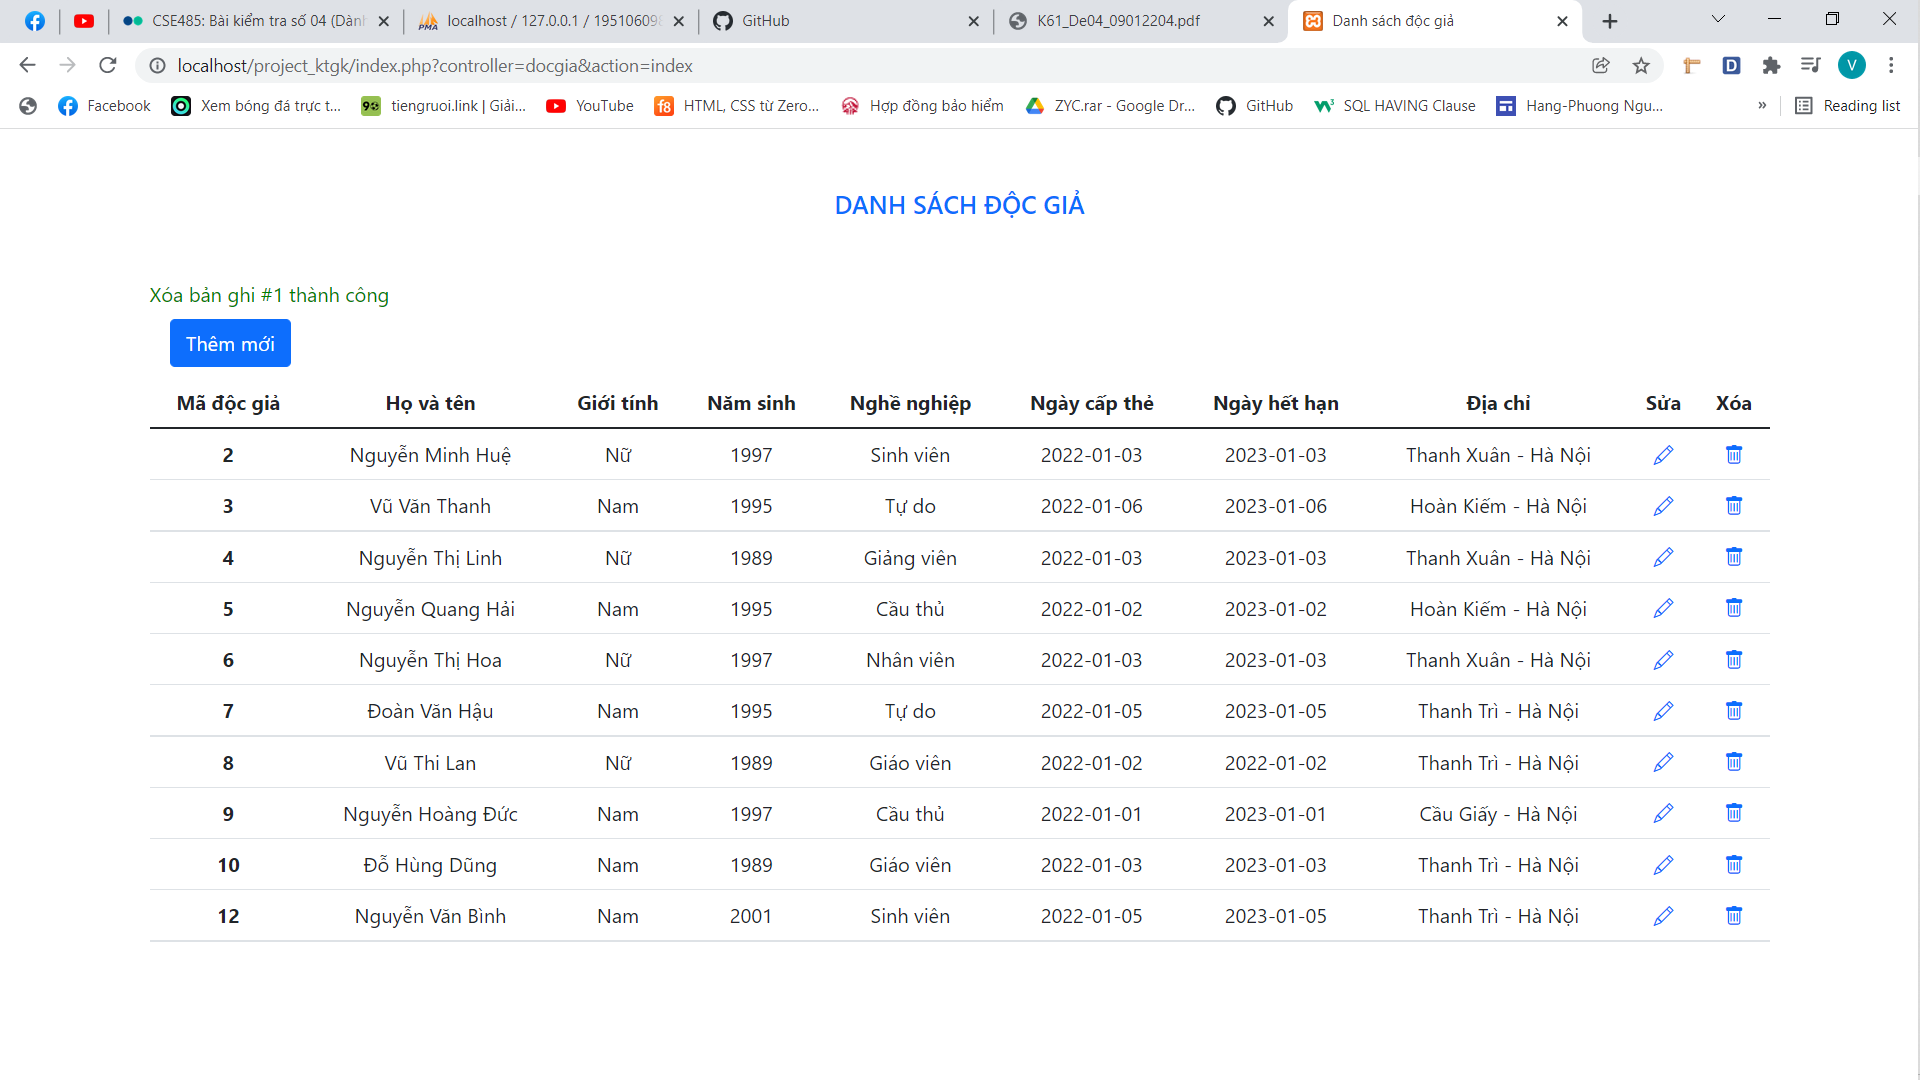 CSE485: Bài kiểm tra số 04 (Dành
localhost / 127.0.0.1 / 195106098
GitHub
K61_De04_09012204.pdf
Danh sách độc giả
localhost/project_ktgk/index.php?controller=docgia&action=index
V
Facebook
Xem bóng đá trực t...
tiengruoi.link | Giải...
YouTube
HTML, CSS từ Zero...
Hợp đồng bảo hiểm
ZYC.rar - Google Dr...
GitHub
SQL HAVING Clause
Hang-Phuong Ngu...
»
Reading list
DANH SÁCH ĐỘC GIẢ
Xóa bản ghi #1 thành công
Thêm mới
Mã độc giả Họ và tên Giới tính Năm sinh Nghề nghiệp Ngày cấp thẻ Ngày hết hạn Địa chỉ Sửa Xóa
2 Nguyễn Minh Huệ Nữ 1997 Sinh viên 2022-01-03 2023-01-03 Thanh Xuân - Hà Nội
3 Vũ Văn Thanh Nam 1995 Tự do 2022-01-06 2023-01-06 Hoàn Kiếm - Hà Nội
4 Nguyễn Thị Linh Nữ 1989 Giảng viên 2022-01-03 2023-01-03 Thanh Xuân - Hà Nội
5 Nguyễn Quang Hải Nam 1995 Cầu thủ 2022-01-02 2023-01-02 Hoàn Kiếm - Hà Nội
6 Nguyễn Thị Hoa Nữ 1997 Nhân viên 2022-01-03 2023-01-03 Thanh Xuân - Hà Nội
7 Đoàn Văn Hậu Nam 1995 Tự do 2022-01-05 2023-01-05 Thanh Trì - Hà Nội
8 Vũ Thi Lan Nữ 1989 Giáo viên 2022-01-02 2022-01-02 Thanh Trì - Hà Nội
9 Nguyễn Hoàng Đức Nam 1997 Cầu thủ 2022-01-01 2023-01-01 Cầu Giấy - Hà Nội
10 Đỗ Hùng Dũng Nam 1989 Giáo viên 2022-01-03 2023-01-03 Thanh Trì - Hà Nội
12 Nguyễn Văn Bình Nam 2001 Sinh viên 2022-01-05 2023-01-05 Thanh Trì - Hà Nội